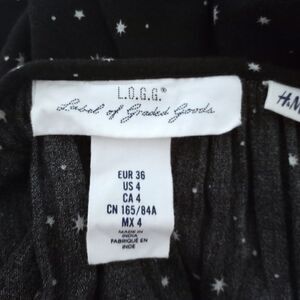 L.O.G.G.®
Label of Graded Goods
H&M
EUR 36
US 4
CA 4
CN 165/84A
MX 4
MADE IN
INDIA
FABRIQUÉ EN
INDE